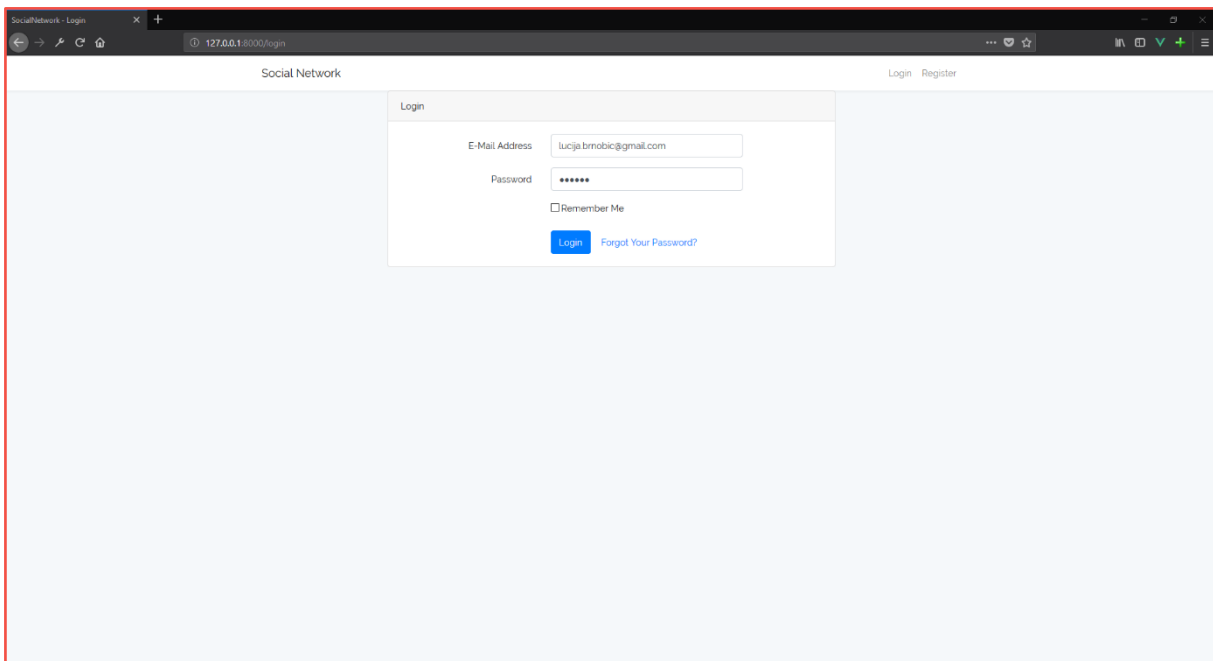 SocialNetwork - Login
127.0.0.1:8000/login
Social Network Login Register
Login
E-Mail Address lucija.brnobic@gmail.com
Password ••••••
Remember Me
Login Forgot Your Password?